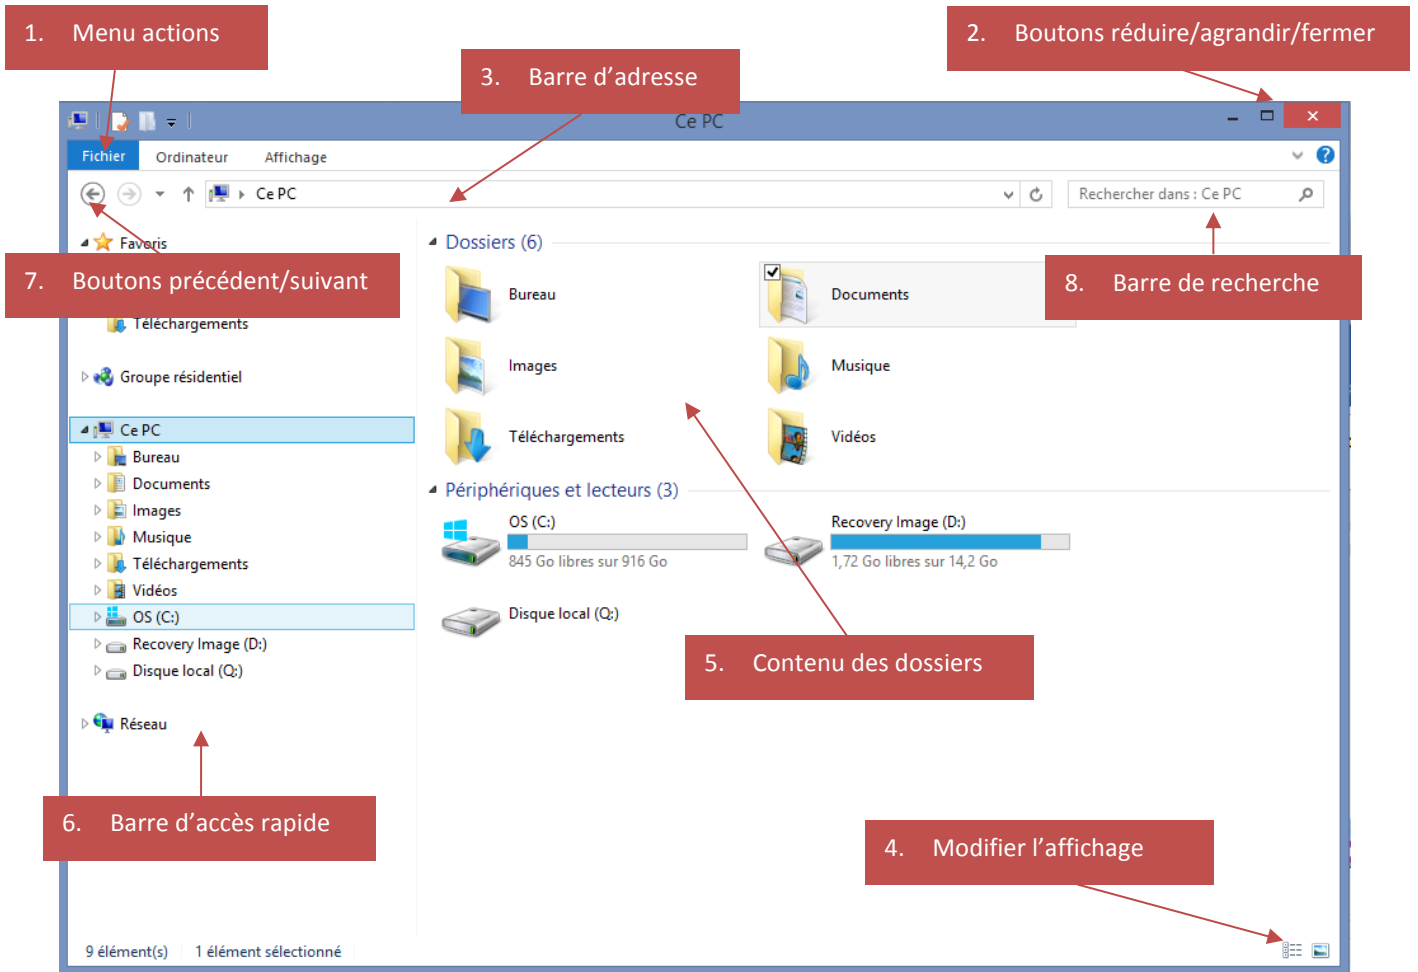 1. Menu actions
2. Boutons réduire/agrandir/fermer
3. Barre d’adresse
Ce PC
Fichier Ordinateur Affichage
Ce PC
Rechercher dans : Ce PC
Favoris
7. Boutons précédent/suivant
Téléchargements
Groupe résidentiel
Ce PC
Bureau
Documents
Images
Musique
Téléchargements
Vidéos
OS (C:)
Recovery Image (D:)
Disque local (Q:)
Réseau
6. Barre d’accès rapide
Dossiers (6)
Bureau
Documents
8. Barre de recherche
Images
Musique
Téléchargements
Vidéos
Périphériques et lecteurs (3)
OS (C:)
845 Go libres sur 916 Go
Recovery Image (D:)
1,72 Go libres sur 14,2 Go
Disque local (Q:)
5. Contenu des dossiers
4. Modifier l’affichage
9 élément(s) 1 élément sélectionné